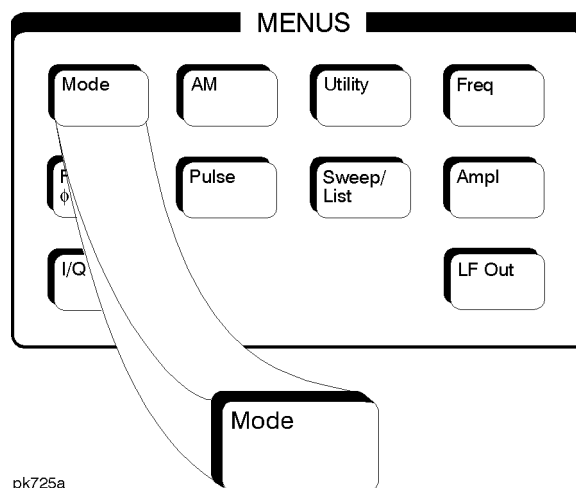 MENUS
Mode
AM
Utility
Freq
F
ϕ
Pulse
Sweep/
List
Ampl
I/Q
LF Out
Mode
pk725a